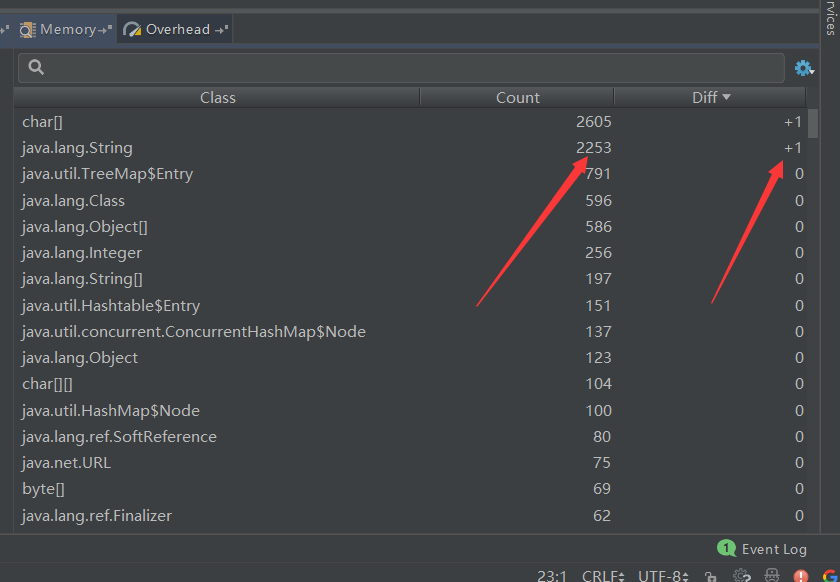 Memory
Overhead
rvices
Class Count Diff
char[] 2605 +1
java.lang.String 2253 +1
java.util.TreeMap$Entry 791 0
java.lang.Class 596 0
java.lang.Object[] 586 0
java.lang.Integer 256 0
java.lang.String[] 197 0
java.util.Hashtable$Entry 151 0
java.util.concurrent.ConcurrentHashMap$Node 137 0
java.lang.Object 123 0
char[][] 104 0
java.util.HashMap$Node 100 0
java.lang.ref.SoftReference 80 0
java.net.URL 75 0
byte[] 69 0
java.lang.ref.Finalizer 62 0
1 Event Log
23:1 CRLF UTF-8